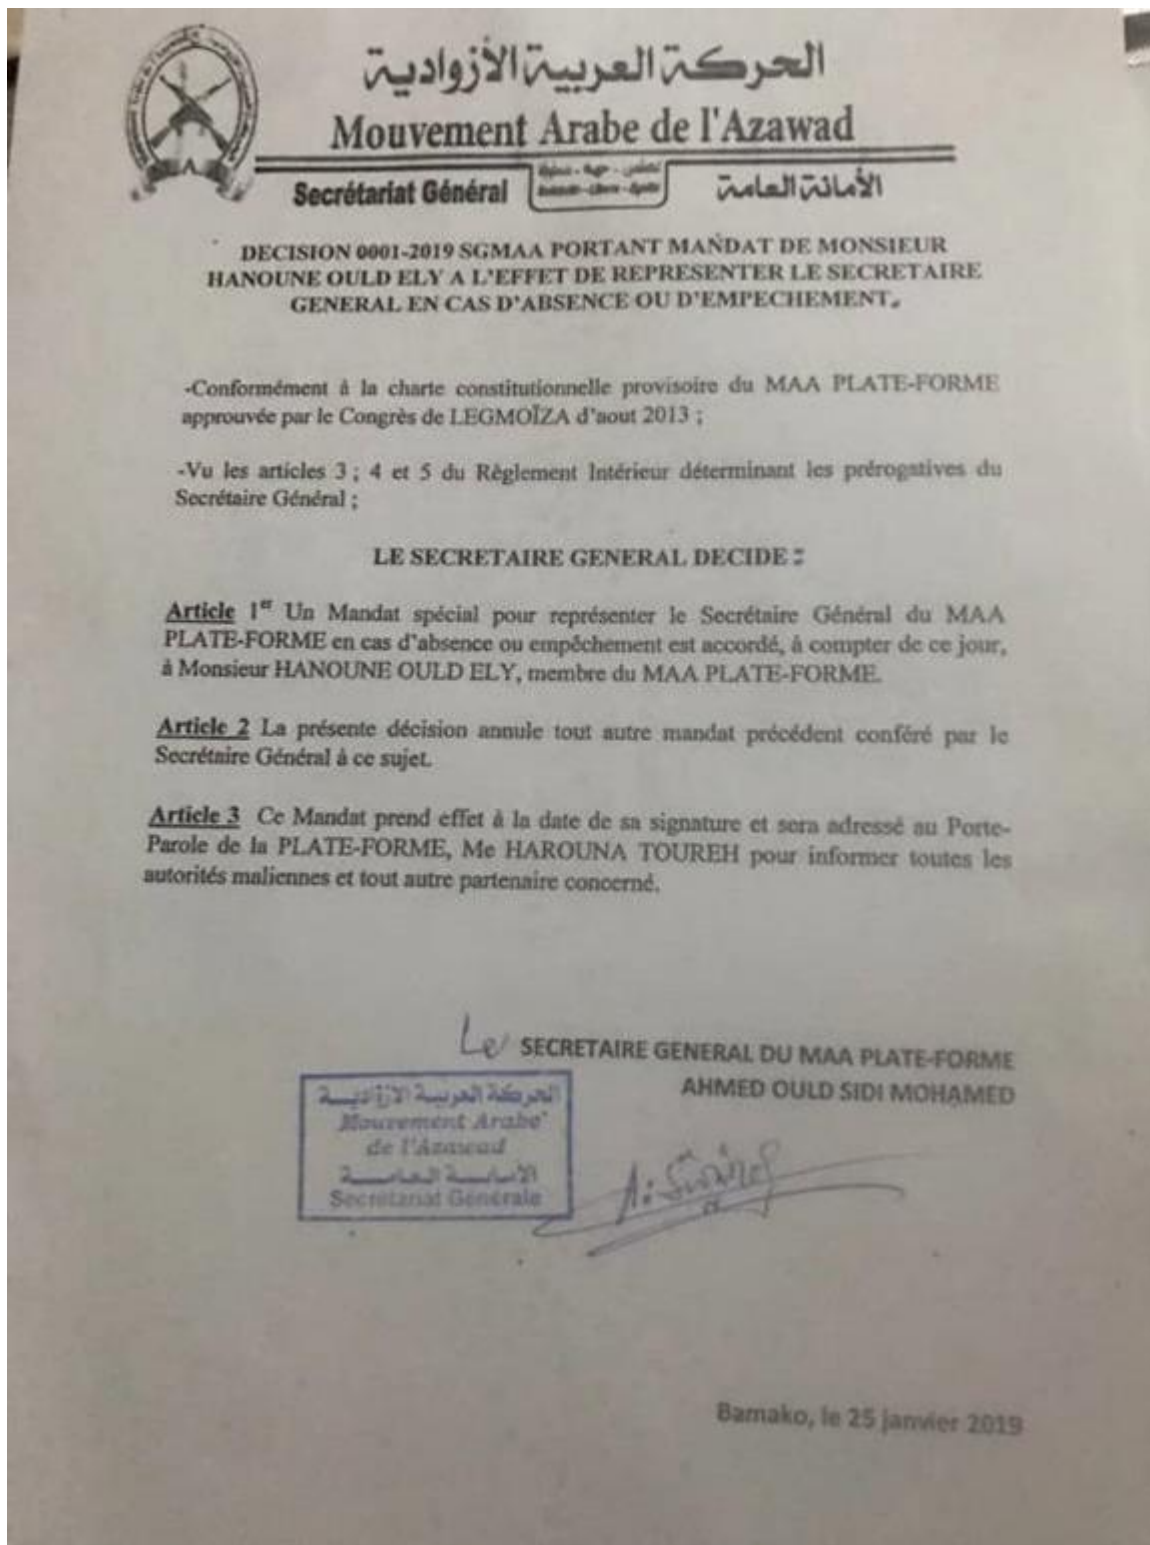 الحركة العربية الأزوادية
Mouvement Arabe de l'Azawad
Secrétariat Général
الأمانة العامة
DECISION 0001-2019 SGMAA PORTANT MANDAT DE MONSIEUR
HANOUNE OULD ELY A L'EFFET DE REPRESENTER LE SECRETAIRE
GENERAL EN CAS D'ABSENCE OU D'EMPECHEMENT.
-Conformément à la charte constitutionnelle provisoire du MAA PLATE-FORME
approuvée par le Congrès de LEGMOÏZA d'aout 2013 ;
-Vu les articles 3 ; 4 et 5 du Règlement Intérieur déterminant les prérogatives du
Secrétaire Général ;
LE SECRETAIRE GENERAL DECIDE :
Article 1er Un Mandat spécial pour représenter le Secrétaire Général du MAA
PLATE-FORME en cas d'absence ou empêchement est accordé, à compter de ce jour,
à Monsieur HANOUNE OULD ELY, membre du MAA PLATE-FORME.
Article 2 La présente décision annule tout autre mandat précédent conféré par le
Secrétaire Général à ce sujet.
Article 3 Ce Mandat prend effet à la date de sa signature et sera adressé au Porte-
Parole de la PLATE-FORME, Me HAROUNA TOUREH pour informer toutes les
autorités maliennes et tout autre partenaire concerné.
Le SECRETAIRE GENERAL DU MAA PLATE-FORME
AHMED OULD SIDI MOHAMED
الحركة العربية الازوادية
Mouvement Arabe
de l'Azawad
الأمانة العامة
Secrétariat Générale
Bamako, le 25 janvier 2019